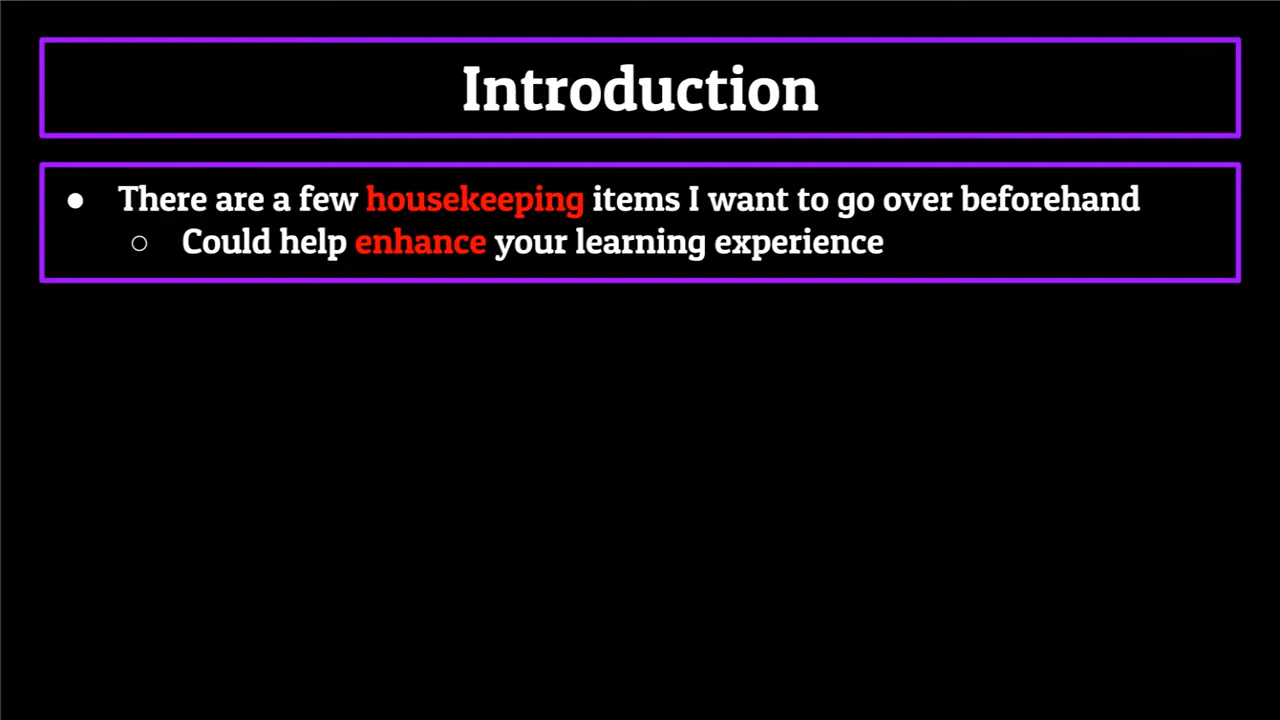 Introduction
● There are a few housekeeping items I want to go over beforehand
○ Could help enhance your learning experience